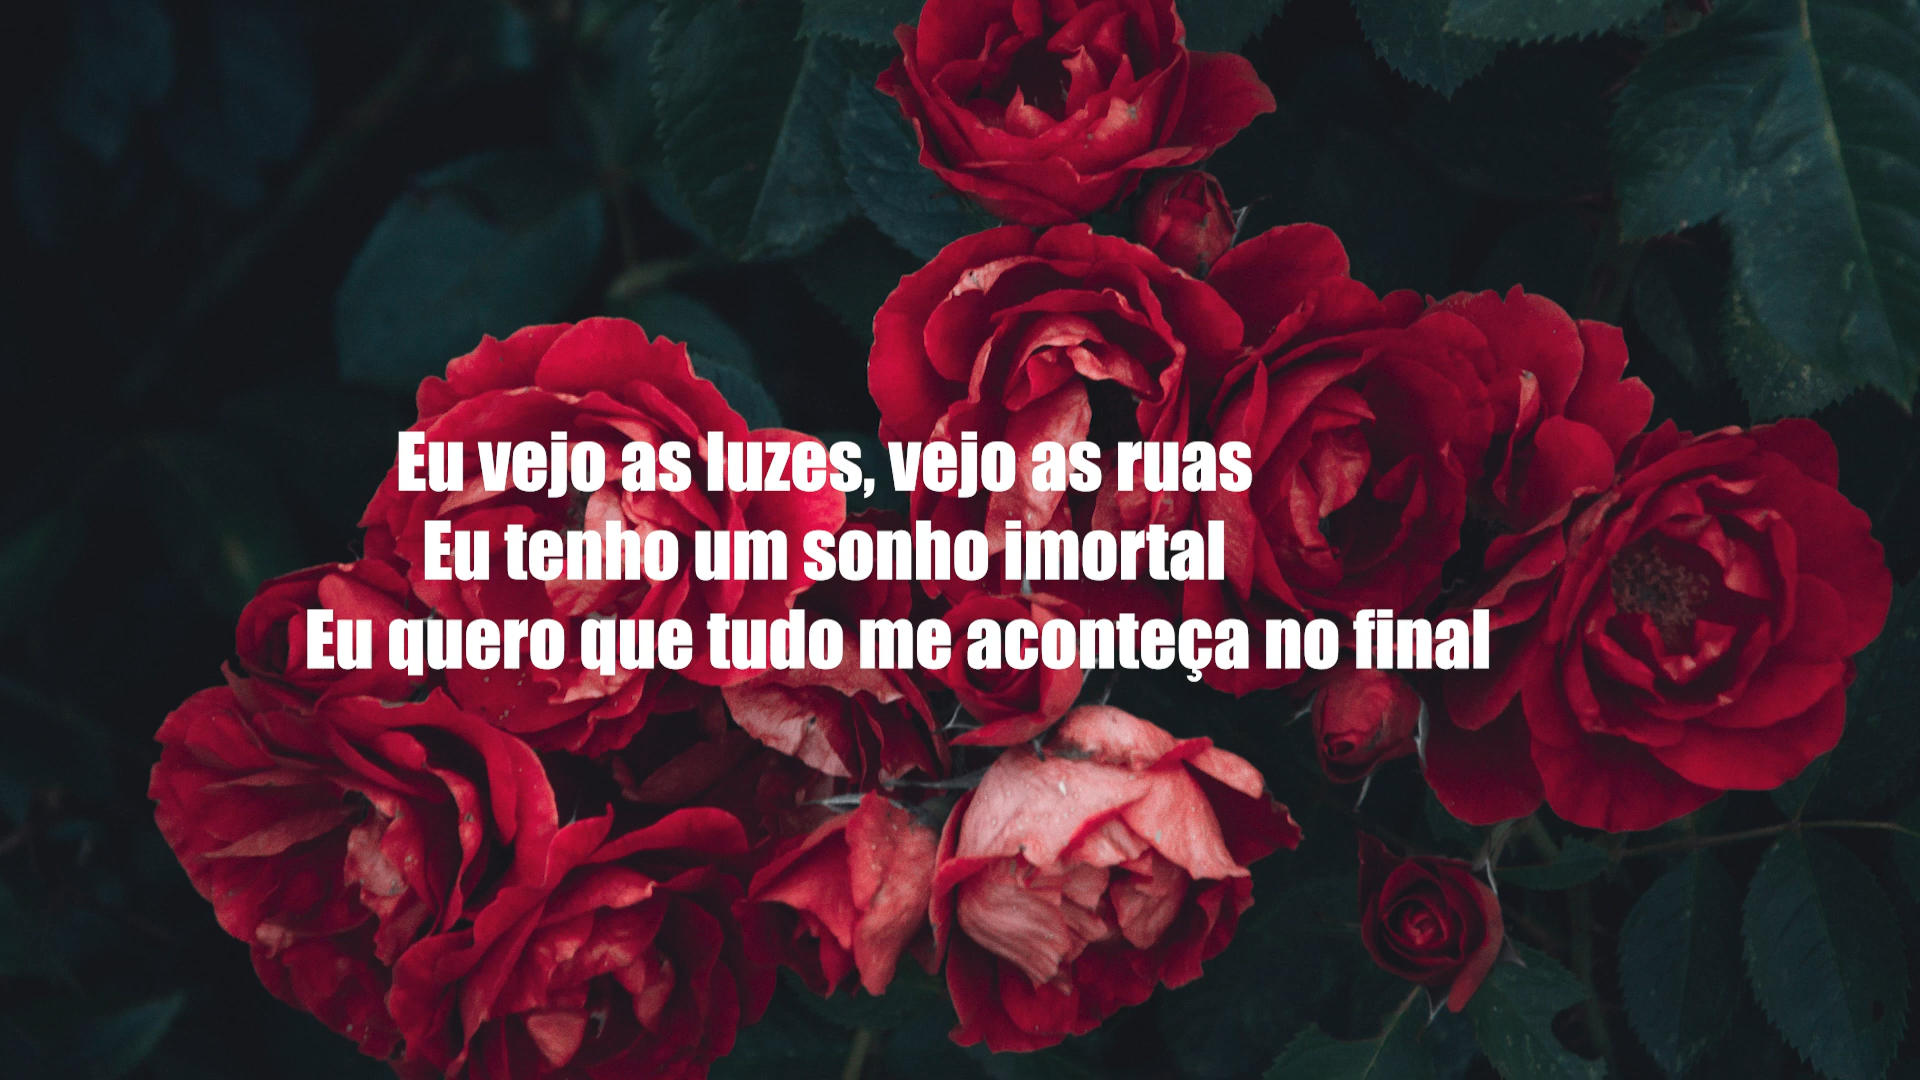 Eu vejo as luzes, vejo as ruas
Eu tenho um sonho imortal
Eu quero que tudo me aconteça no final